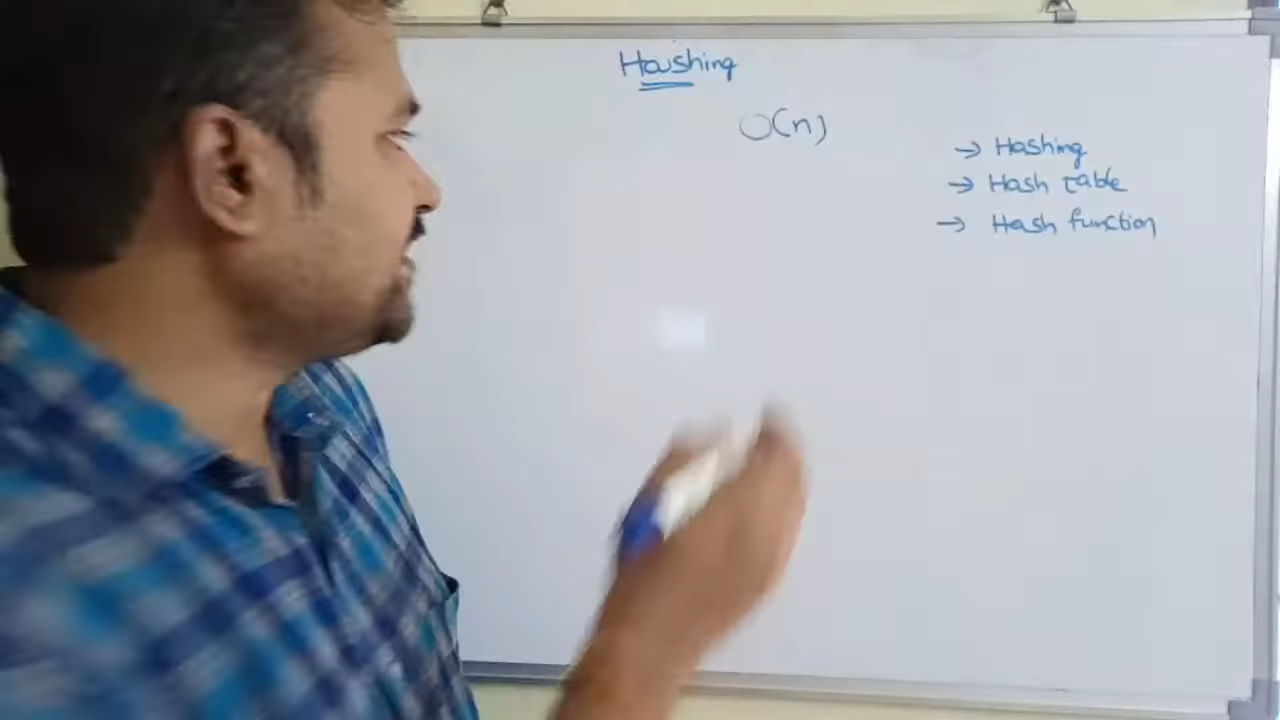 Hashing
O(n)
→ Hashing
→ Hash Table
→ Hash function